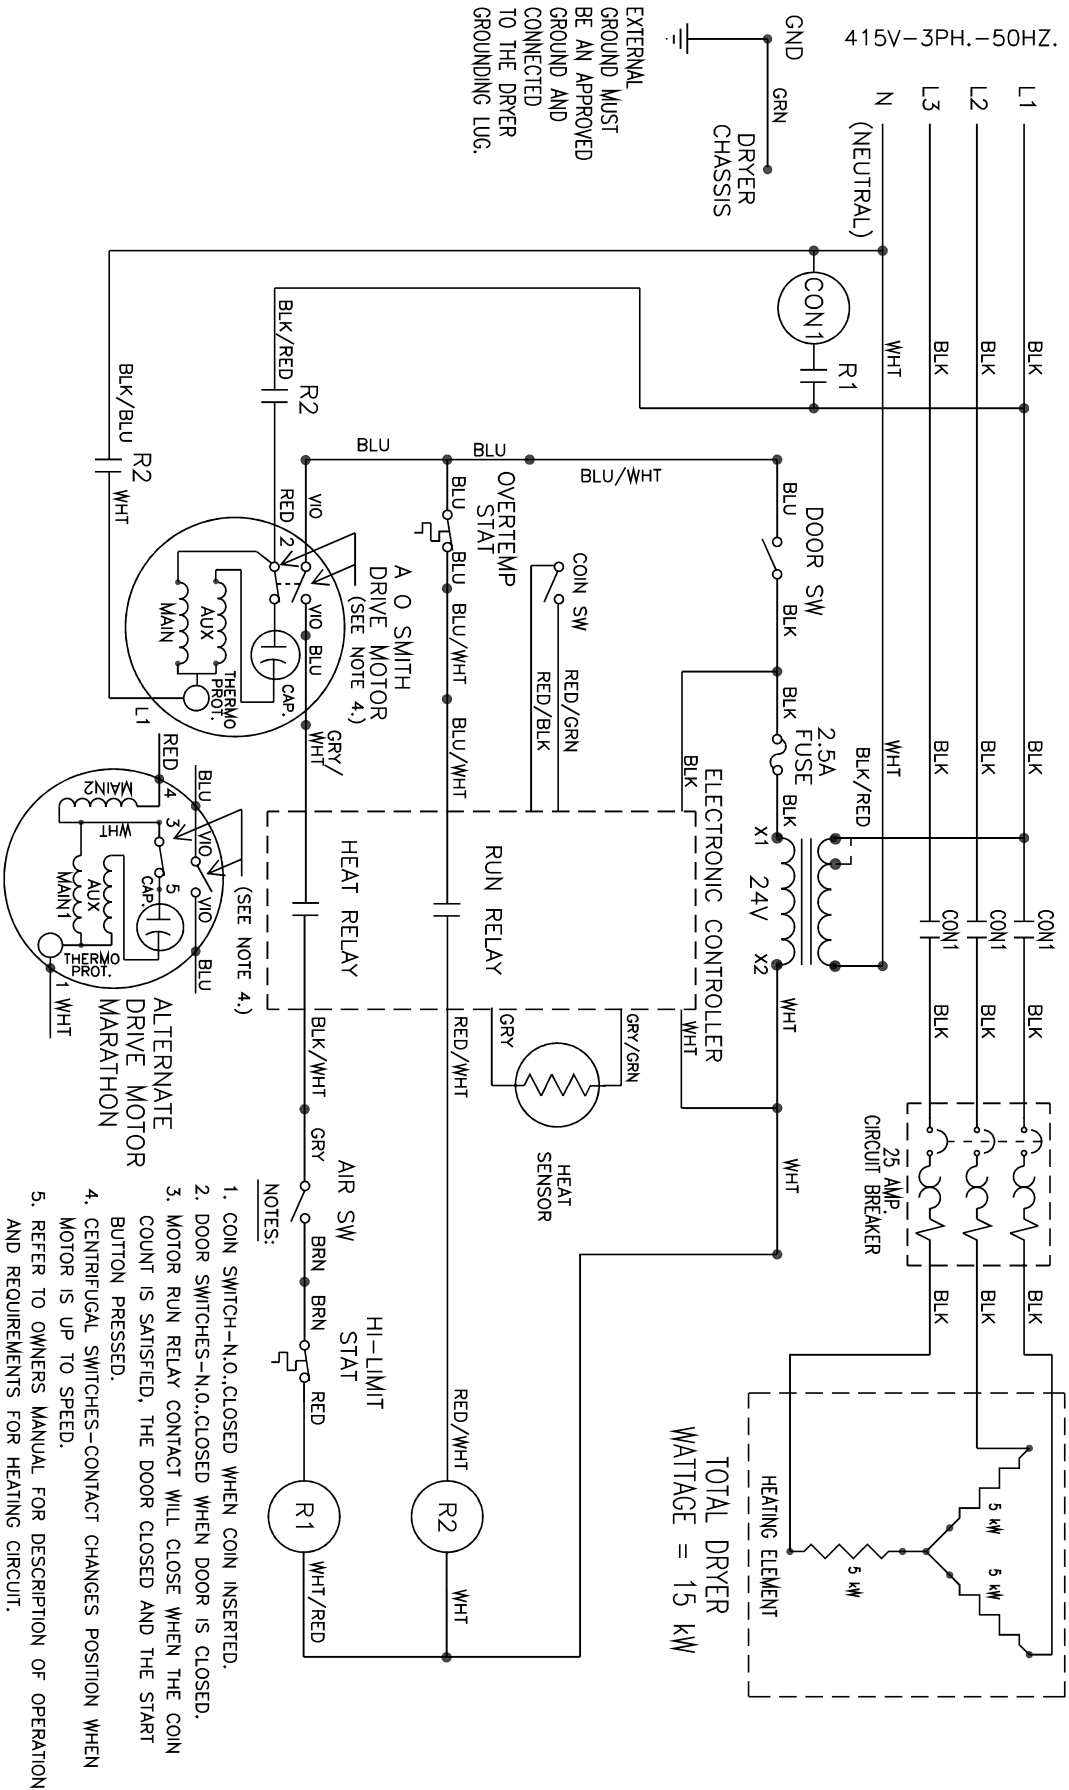 415V-3PH.-50HZ.
L1
BLK
BLK
CON1
BLK
BLK
L2
BLK
BLK
CON1
BLK
BLK
L3
BLK
BLK
CON1
BLK
BLK
25 AMP.
CIRCUIT BREAKER
N
(NEUTRAL)
WHT
WHT
BLK/RED
GND
GRN
DRYER
CHASSIS
EXTERNAL
GROUND MUST
BE AN APPROVED
GROUND AND
CONNECTED
TO THE DRYER
GROUNDING LUG.
CON1
R1
5 kW
5 kW
5 kW
HEATING ELEMENT
TOTAL DRYER
WATTAGE = 15 kW
BLU
DOOR SW
BLK
BLK
2.5A
FUSE
BLK
X1
24V
X2
WHT
WHT
BLK
ELECTRONIC CONTROLLER
WHT
BLU/WHT
BLU
BLU
COIN SW
RED/GRN
RED/BLK
GRY/GRN
GRY
HEAT
SENSOR
OVERTEMP
STAT
BLU
BLU
BLU/WHT
BLU/WHT
RUN RELAY
RED/WHT
RED/WHT
R2
WHT
BLK/RED
R2
VIO
RED
2
VIO
BLU
GRY/
WHT
HEAT RELAY
BLK/WHT
GRY
AIR SW
BRN
BRN
HI-LIMIT
STAT
RED
R1
WHT/RED
A O SMITH
DRIVE MOTOR
(SEE NOTE 4.)
CAP.
AUX
MAIN
THERMO
PROT.
L1
BLK/BLU
R2
WHT
RED
4
BLU
VIO
VIO
BLU
MAIN2
WHT
3
5
CAP.
AUX
MAIN1
THERMO
PROT.
1
WHT
(SEE NOTE 4.)
ALTERNATE
DRIVE MOTOR
MARATHON
NOTES:
1. COIN SWITCH-N.O.,CLOSED WHEN COIN INSERTED.
2. DOOR SWITCHES-N.O.,CLOSED WHEN DOOR IS CLOSED.
3. MOTOR RUN RELAY CONTACT WILL CLOSE WHEN THE COIN
COUNT IS SATISFIED, THE DOOR CLOSED AND THE START
BUTTON PRESSED.
4. CENTRIFUGAL SWITCHES-CONTACT CHANGES POSITION WHEN
MOTOR IS UP TO SPEED.
5. REFER TO OWNERS MANUAL FOR DESCRIPTION OF OPERATION
AND REQUIREMENTS FOR HEATING CIRCUIT.